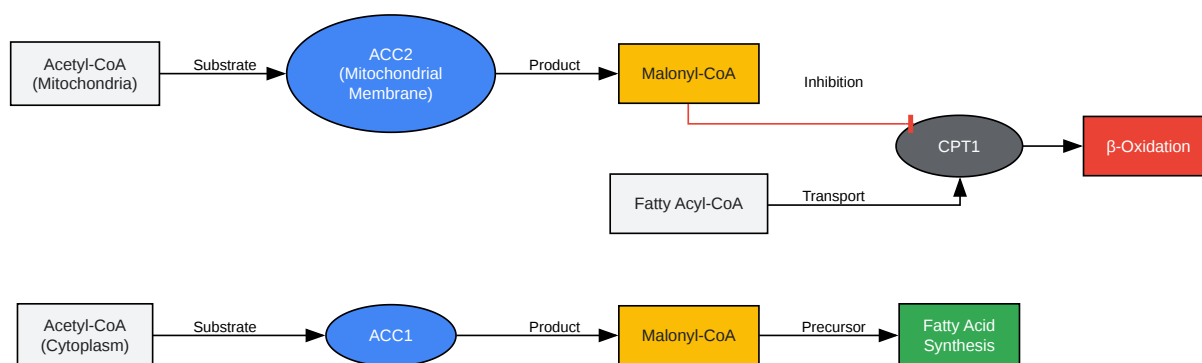 Acetyl-CoA
(Mitochondria)
Substrate
ACC2
(Mitochondrial
Membrane)
Product
Malonyl-CoA
Inhibition
CPT1
β-Oxidation
Fatty Acyl-CoA
Transport
Acetyl-CoA
(Cytoplasm)
Substrate
ACC1
Product
Malonyl-CoA
Precursor
Fatty Acid
Synthesis